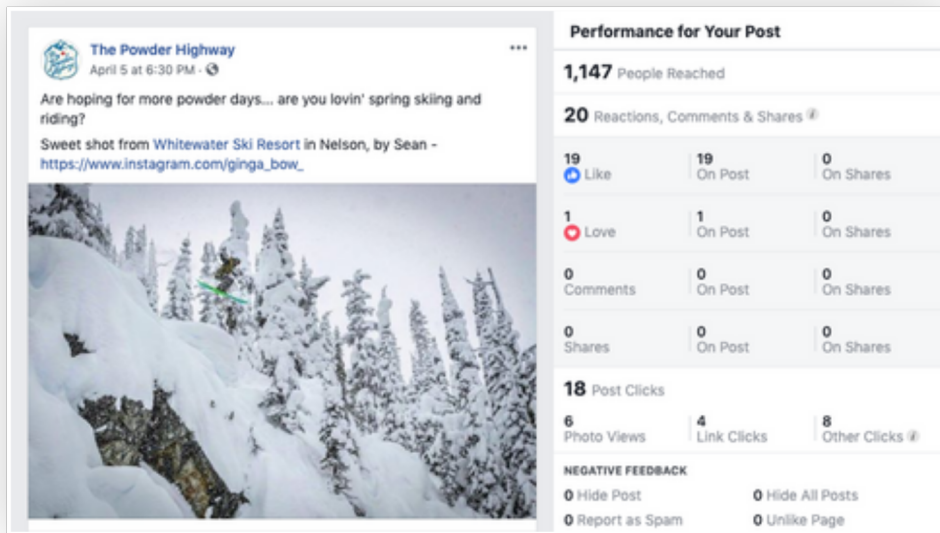 The Powder Highway
April 5 at 6:30 PM ·
Are hoping for more powder days... are you lovin' spring skiing and
riding?
Sweet shot from Whitewater Ski Resort in Nelson, by Sean -
https://www.instagram.com/ginga_bow_
Performance for Your Post
1,147 People Reached
20 Reactions, Comments & Shares
19 19 0
Like On Post On Shares
1 1 0
Love On Post On Shares
0 0 0
Comments On Post On Shares
0 0 0
Shares On Post On Shares
18 Post Clicks
6 4 8
Photo Views Link Clicks Other Clicks
NEGATIVE FEEDBACK
0 Hide Post 0 Hide All Posts
0 Report as Spam 0 Unlike Page